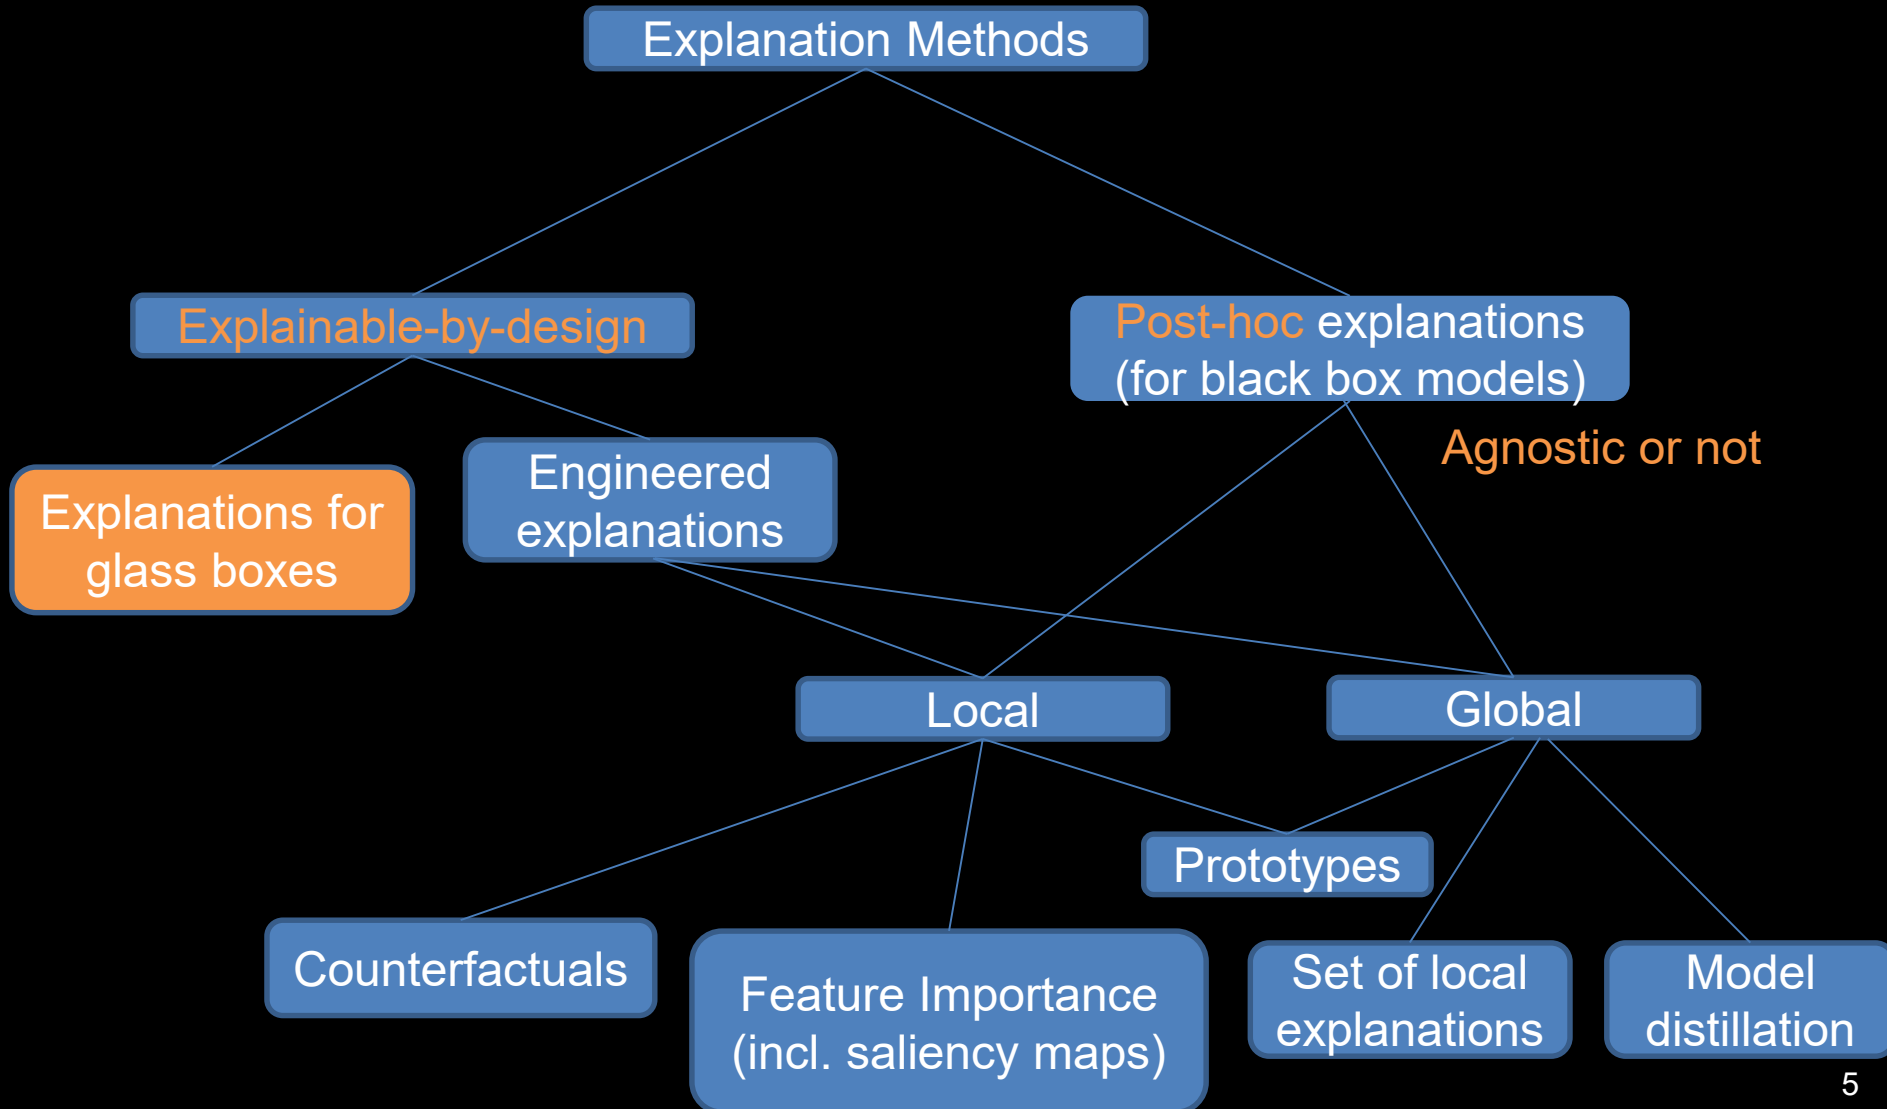 Explanation Methods
Explainable-by-design
Post-hoc explanations
(for black box models)
Agnostic or not
Explanations for
glass boxes
Engineered
explanations
Local
Global
Prototypes
Counterfactuals
Feature Importance
(incl. saliency maps)
Set of local
explanations
Model
distillation
5